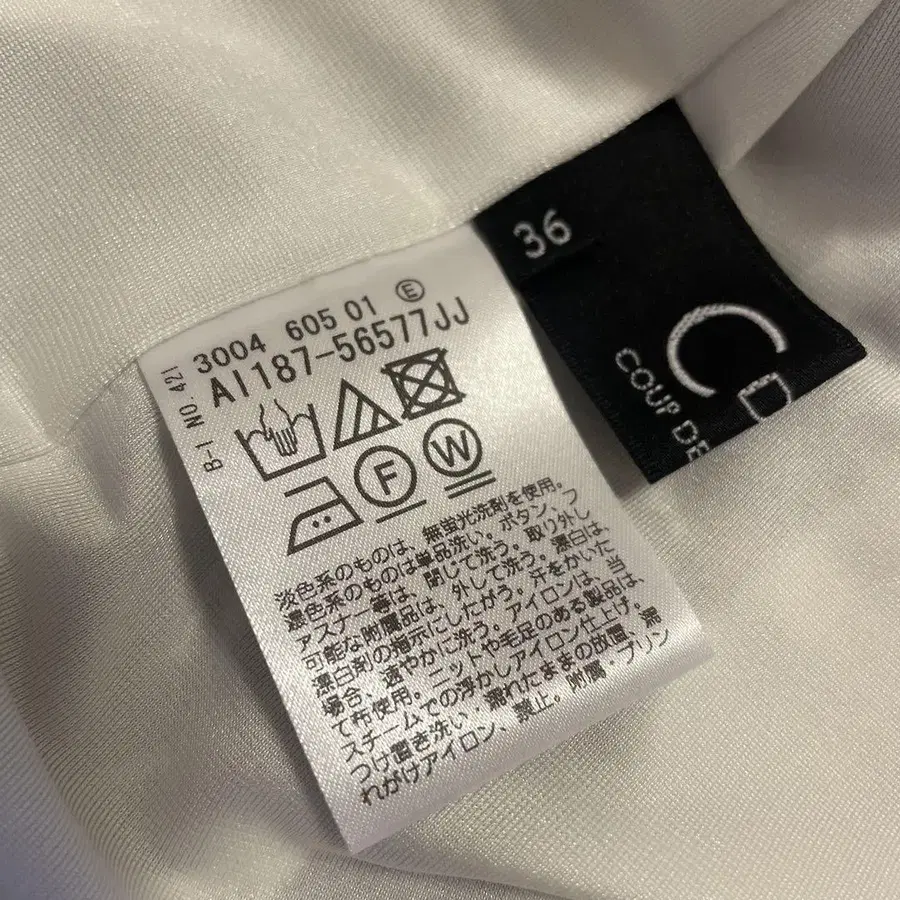 36
C D
COUP DE
3004 605 01 Ⓔ
AI187-56577JJ
B-1 NO. 421
F W
淡色系のものは、無蛍光洗剤を使用。
濃色系のものは単品洗い。ボタン、フ
ァスナー等は、閉じて洗う。取り外し
可能な附属品は、外して洗う。漂白は、
漂白剤の指示にしたがう。汗をかいた
場合、速やかに洗う。アイロンは、当
て布使用。ニットや毛足のある製品は、
スチームでの浮かしアイロン仕上げ。
つけ置き洗い、濡れたままの放置、濡
れがけアイロン、禁止。附属・プリン